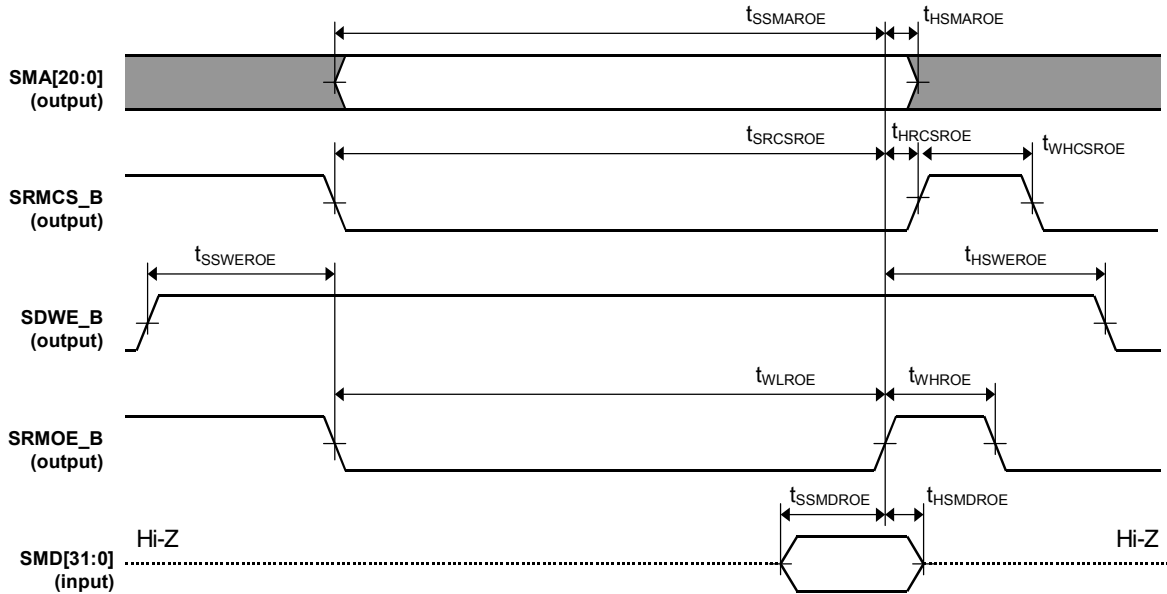 tSSMAROE
tHSMAROE
SMA[20:0]
(output)
tSRCSROE
tHRCSROE
tWHCSROE
SRMCS_B
(output)
tSSWEROE
tHSWEROE
SDWE_B
(output)
tWLROE
tWHROE
SRMOE_B
(output)
tSSMDROE
tHSMDROE
Hi-Z
Hi-Z
SMD[31:0]
(input)